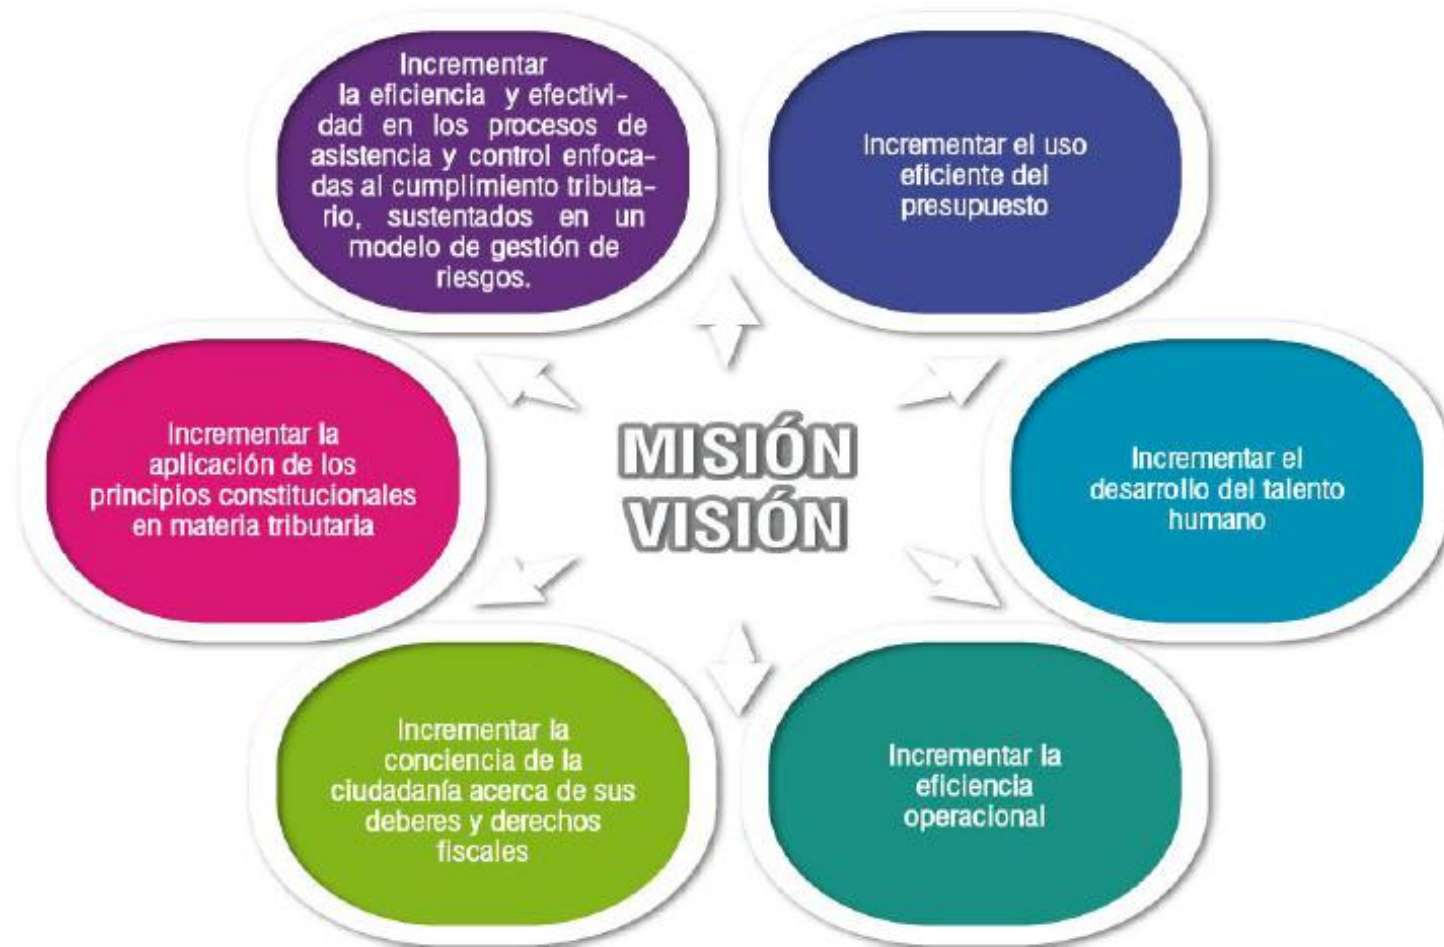 Incrementar
la eficiencia y efectivi-
dad en los procesos de
asistencia y control enfoca-
das al cumplimiento tributa-
rio, sustentados en un
modelo de gestión de
riesgos.
Incrementar el uso
eficiente del
presupuesto
Incrementar la
aplicación de los
principios constitucionales
en materia tributaria
MISIÓN
VISIÓN
Incrementar el
desarrollo del talento
humano
Incrementar la
conciencia de la
ciudadanía acerca de sus
deberes y derechos
fiscales
Incrementar la
eficiencia
operacional